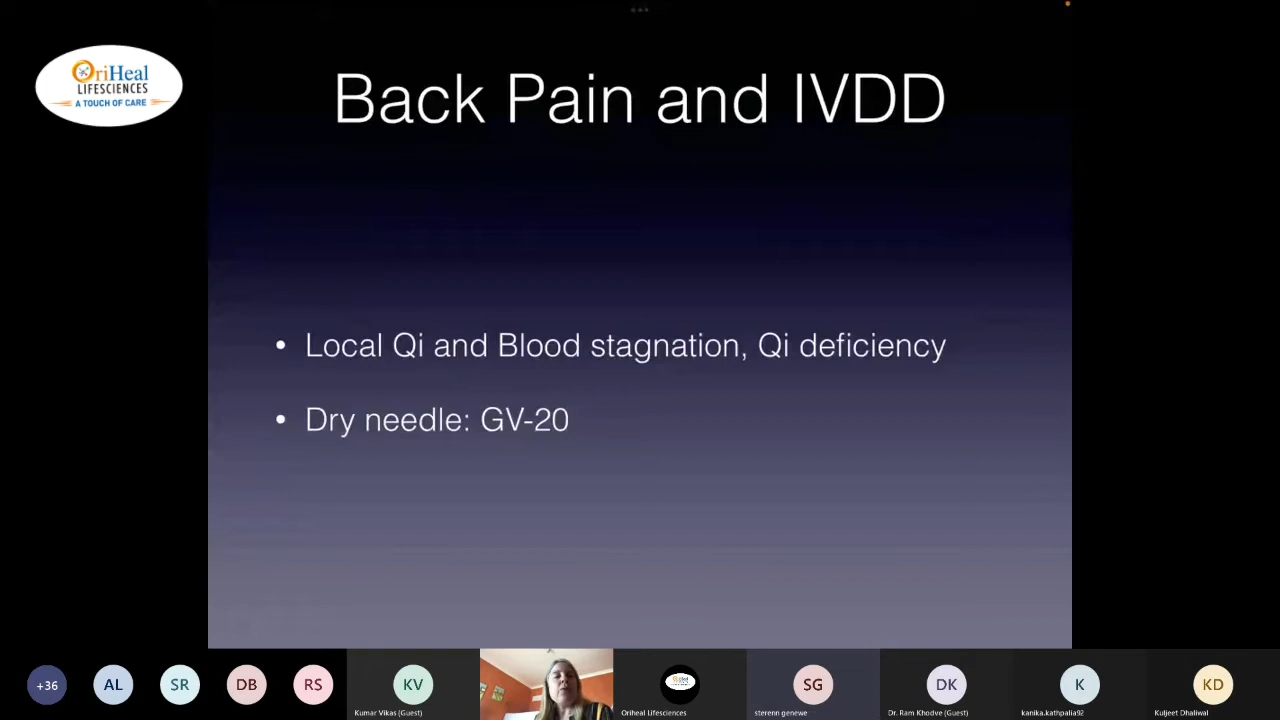 OriHeal
LIFESCIENCES
A TOUCH OF CARE
Back Pain and IVDD
• Local Qi and Blood stagnation, Qi deficiency
• Dry needle: GV-20
+36
AL
SR
DB
RS
KV
SG
DK
K
KD
Kumar Vikas (Guest)
Oriheal Lifesciences
sterenn genewe
Dr. Ram Khodve (Guest)
kanika.kathpalia92
Kuljeet Dhaliwal